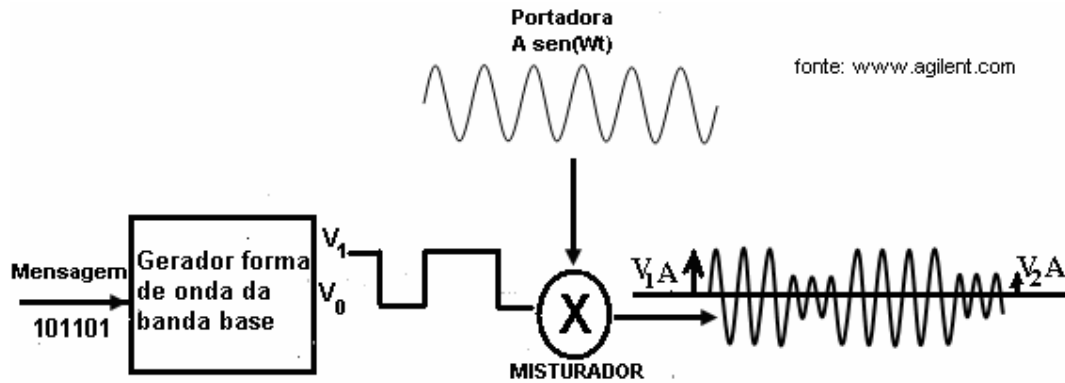 Portadora
A sen(Wt)
fonte: www.agilent.com
Mensagem
101101
Gerador forma
de onda da
banda base
V1
V0
X
MISTURADOR
V1A
V2A